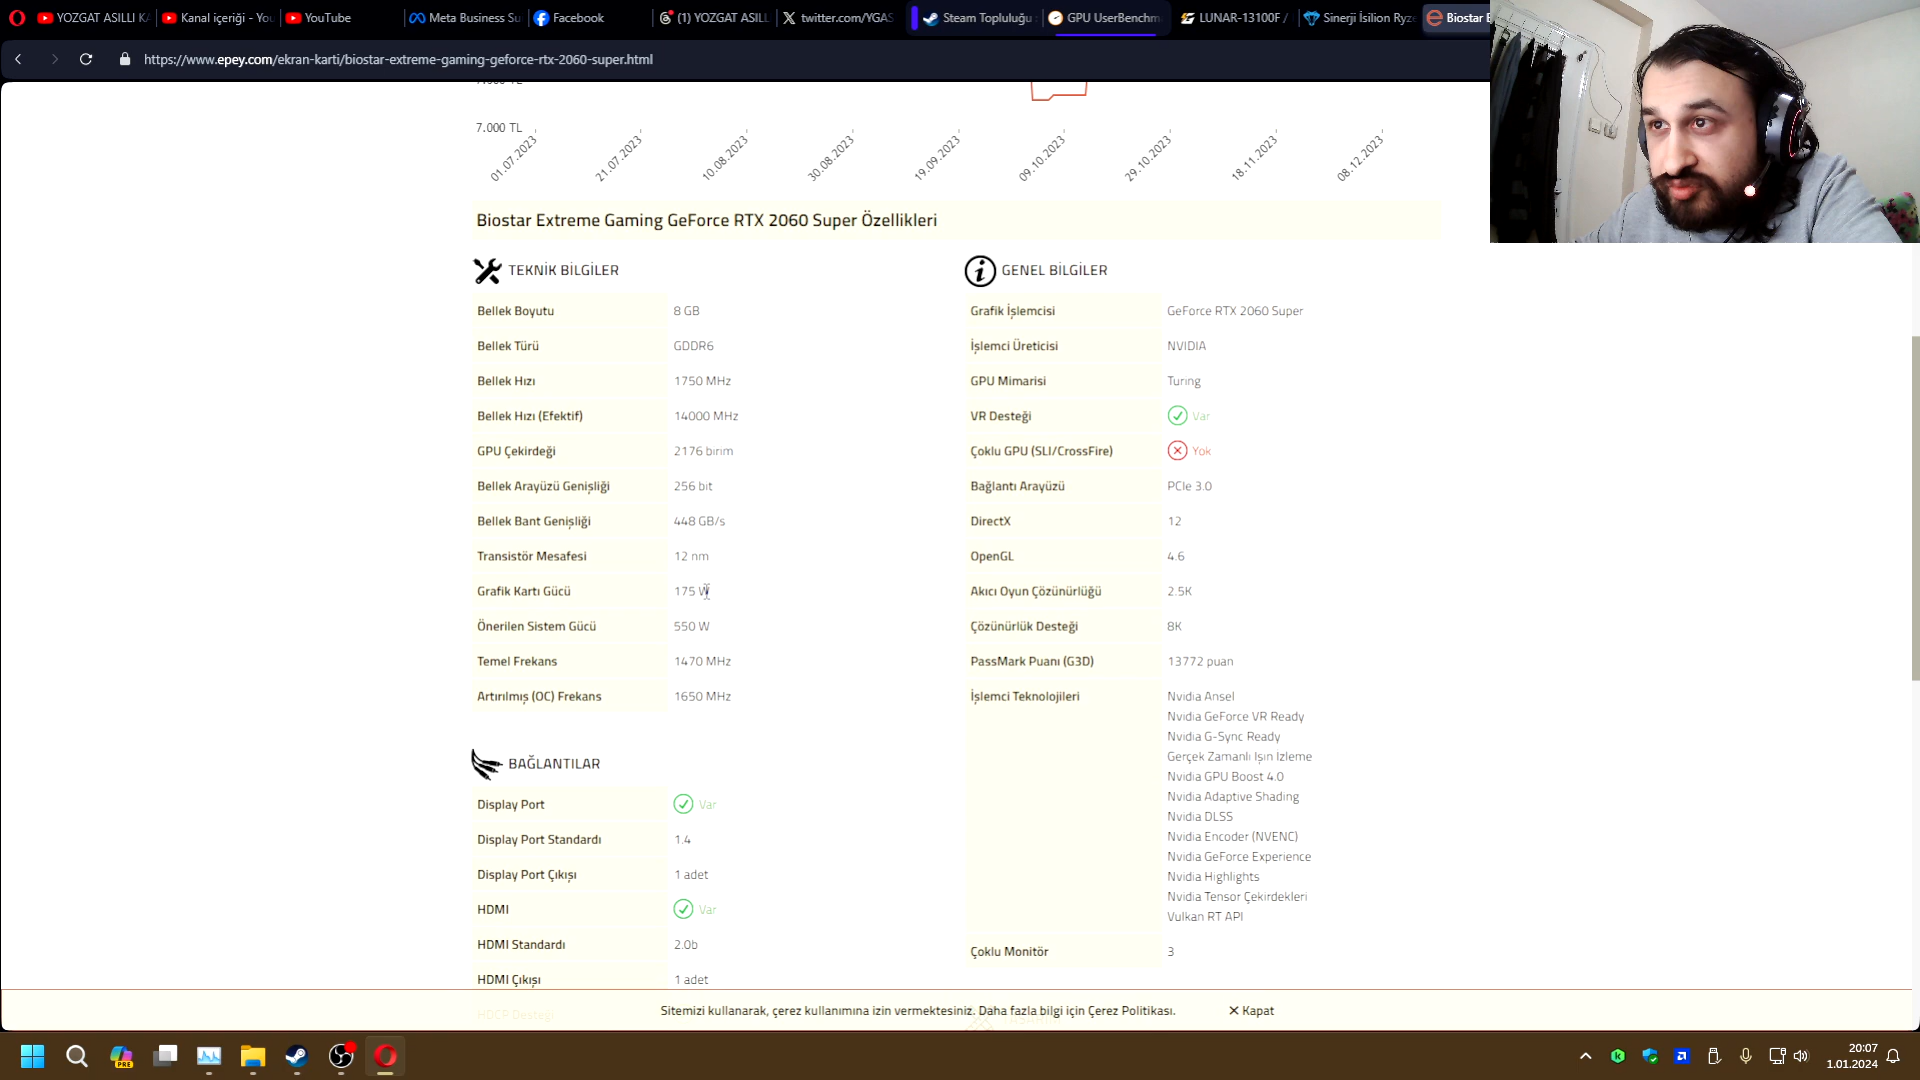 YOZGAT ASILLI KA
Kanal içeriği - You
YouTube
Meta Business Su
Facebook
(1) YOZGAT ASILL
twitter.com/YGAS
Steam Topluluğu
GPU UserBenchm
LUNAR-13100F /
Sinerji İsilion Ryze
Biostar E
https://www.epey.com/ekran-karti/biostar-extreme-gaming-geforce-rtx-2060-super.html
7.000 TL
01.07.2023
21.07.2023
10.08.2023
30.08.2023
19.09.2023
09.10.2023
29.10.2023
18.11.2023
08.12.2023
Biostar Extreme Gaming GeForce RTX 2060 Super Özellikleri
TEKNİK BİLGİLER
Bellek Boyutu 8 GB
Bellek Türü GDDR6
Bellek Hızı 1750 MHz
Bellek Hızı (Efektif) 14000 MHz
GPU Çekirdeği 2176 birim
Bellek Arayüzü Genişliği 256 bit
Bellek Bant Genişliği 448 GB/s
Transistör Mesafesi 12 nm
Grafik Kartı Gücü 175 W
Önerilen Sistem Gücü 550 W
Temel Frekans 1470 MHz
Artırılmış (OC) Frekans 1650 MHz
BAĞLANTILAR
Display Port Var
Display Port Standardı 1.4
Display Port Çıkışı 1 adet
HDMI Var
HDMI Standardı 2.0b
HDMI Çıkışı 1 adet
HDCP Desteği
GENEL BİLGİLER
Grafik İşlemcisi GeForce RTX 2060 Super
İşlemci Üreticisi NVIDIA
GPU Mimarisi Turing
VR Desteği Var
Çoklu GPU (SLI/CrossFire) Yok
Bağlantı Arayüzü PCIe 3.0
DirectX 12
OpenGL 4.6
Akıcı Oyun Çözünürlüğü 2.5K
Çözünürlük Desteği 8K
PassMark Puanı (G3D) 13772 puan
İşlemci Teknolojileri Nvidia Ansel
Nvidia GeForce VR Ready
Nvidia G-Sync Ready
Gerçek Zamanlı Işın İzleme
Nvidia GPU Boost 4.0
Nvidia Adaptive Shading
Nvidia DLSS
Nvidia Encoder (NVENC)
Nvidia GeForce Experience
Nvidia Highlights
Nvidia Tensor Çekirdekleri
Vulkan RT API
Çoklu Monitör 3
Sitemizi kullanarak, çerez kullanımına izin vermektesiniz. Daha fazla bilgi için Çerez Politikası.
Kapat
PRE
20:07
1.01.2024